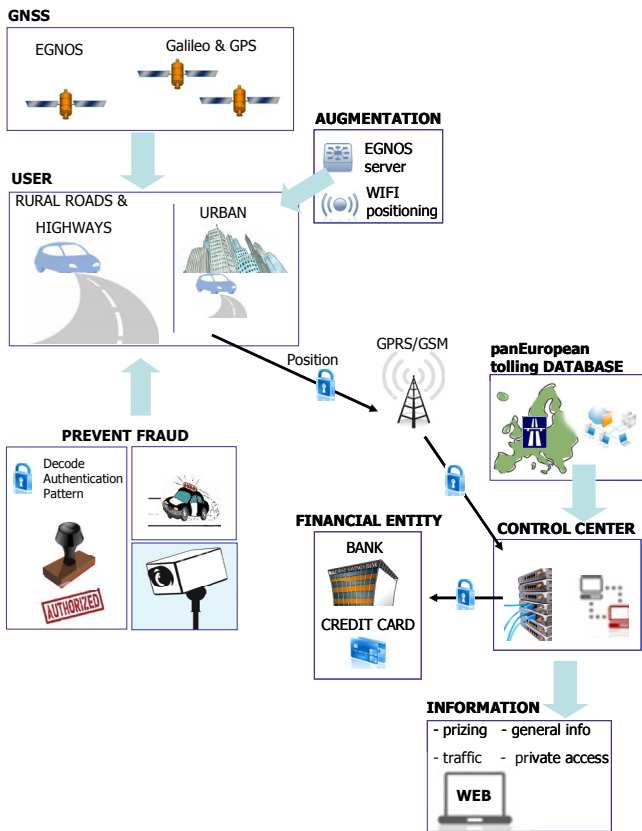 GNSS
EGNOS
Galileo & GPS
AUGMENTATION
EGNOS
server
WIFI
positioning
USER
RURAL ROADS &
HIGHWAYS
URBAN
Position
GPRS/GSM
panEuropean
tolling DATABASE
PREVENT FRAUD
Decode
Authentication
Pattern
AUTHORIZED
FINANCIAL ENTITY
BANK
CREDIT CARD
CONTROL CENTER
INFORMATION
- prizing - general info
- traffic - private access
WEB